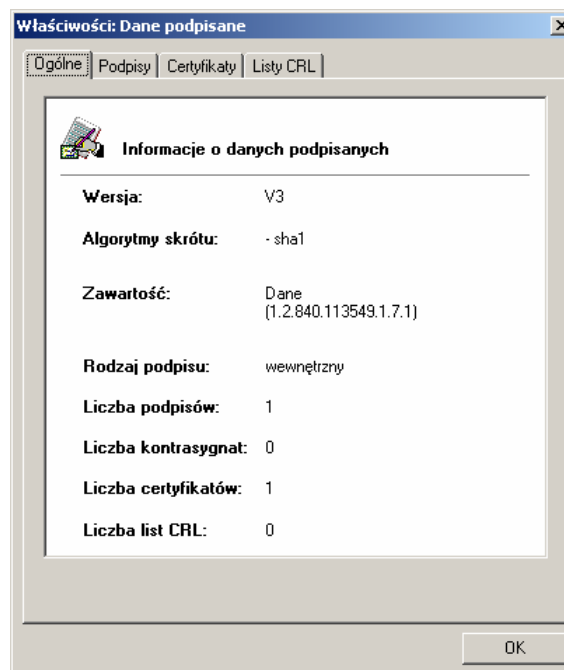 Właściwości: Dane podpisane
Ogólne Podpisy Certyfikaty Listy CRL
Informacje o danych podpisanych
Wersja: V3
Algorytmy skrótu: - sha1
Zawartość: Dane
(1.2.840.113549.1.7.1)
Rodzaj podpisu: wewnętrzny
Liczba podpisów: 1
Liczba kontrasygnat: 0
Liczba certyfikatów: 1
Liczba list CRL: 0
OK